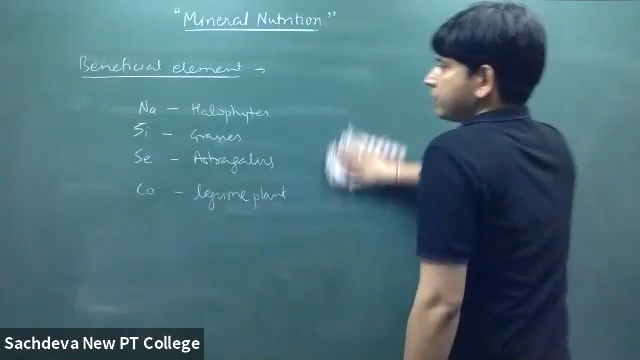 "Mineral Nutrition"
Beneficial element →
Na – Halophytes
Si – Grasses
Se – Astragalus
Co – legume plant
Sachdeva New PT College